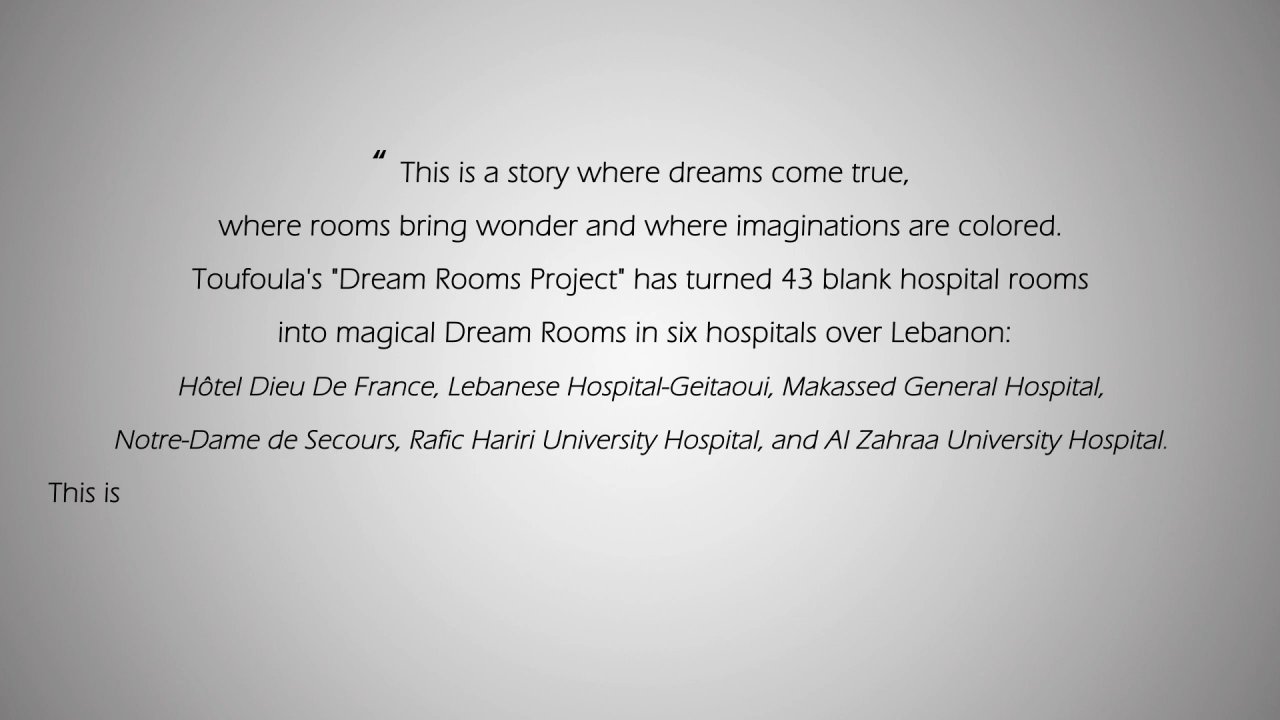 “ This is a story where dreams come true,
where rooms bring wonder and where imaginations are colored.
Toufoula's "Dream Rooms Project" has turned 43 blank hospital rooms
into magical Dream Rooms in six hospitals over Lebanon:
Hôtel Dieu De France, Lebanese Hospital-Geitaoui, Makassed General Hospital,
Notre-Dame de Secours, Rafic Hariri University Hospital, and Al Zahraa University Hospital.
This is